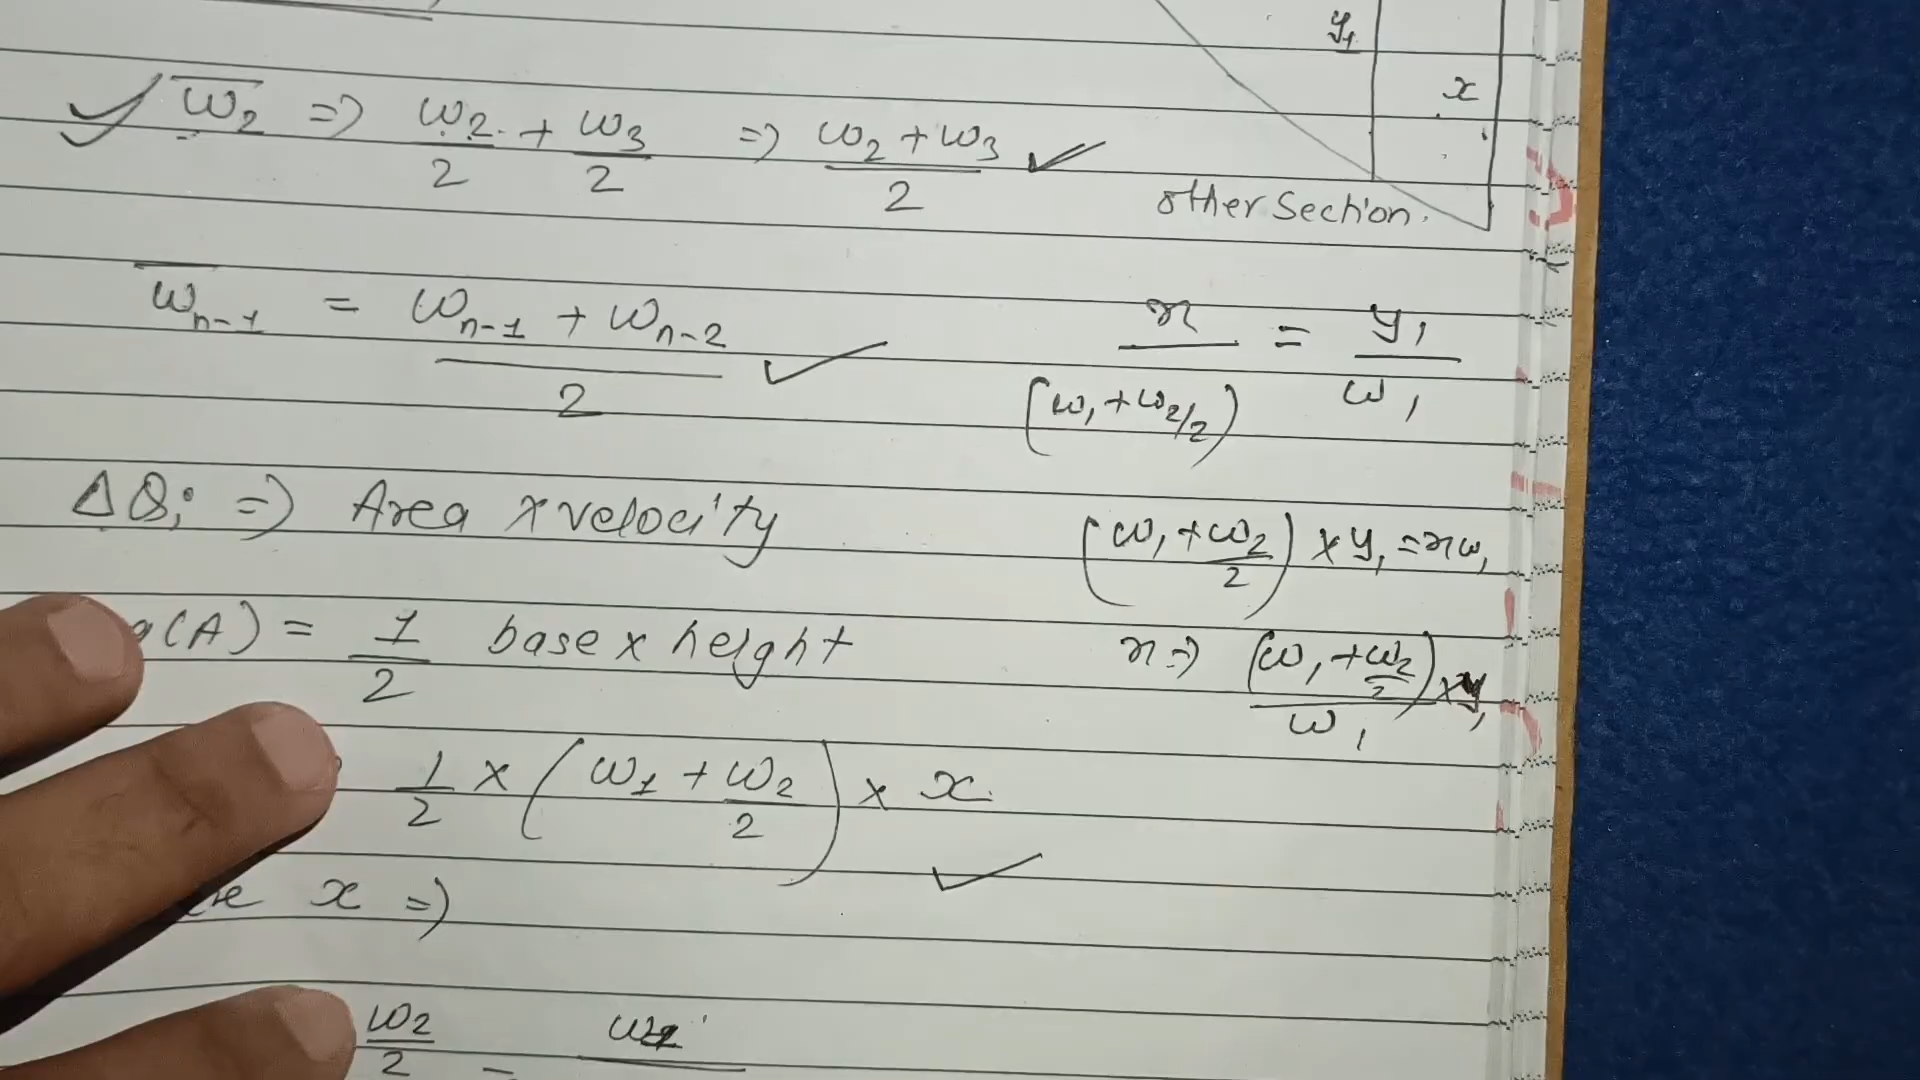 y₁
x
w̅₂ => w₂/2 + w₃/2 => (w₂ + w₃)/2
other Section.
w̅ₙ₋₁ = (wₙ₋₁ + wₙ₋₂)/2
x/(w₁ + w₂/2) = y₁/w₁
ΔQᵢ => Area x velocity
(w₁ + w₂/2) x y₁ = xw₁
(A) = 1/2 base x height
x => (w₁ + w₂/2)/w₁ x y₁
1/2 x (w₁ + w₂/2) x x
x =>
w₂/2 =